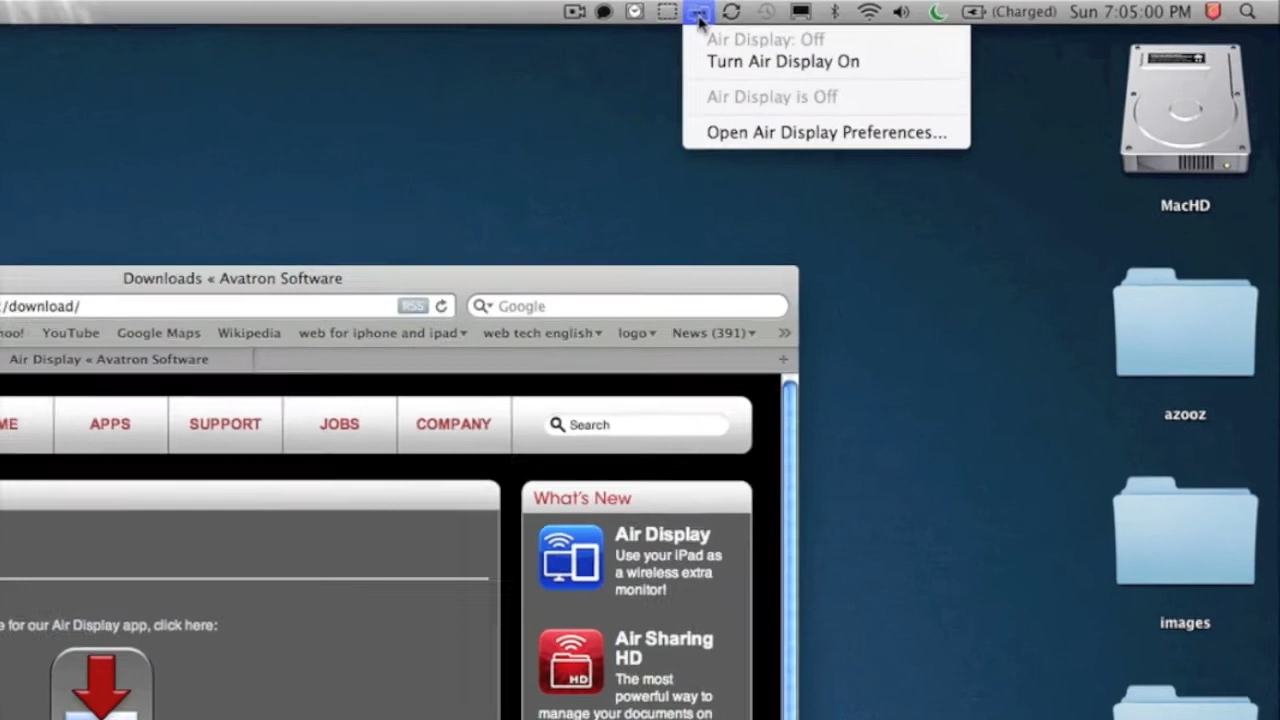 (Charged) Sun 7:05:00 PM
Air Display: Off
Turn Air Display On
Air Display is Off
Open Air Display Preferences...
MacHD
Downloads « Avatron Software
/download/ RSS Google
YouTube Google Maps Wikipedia web for iphone and ipad web tech english logo News (391) »
Air Display « Avatron Software +
azooz
APPS SUPPORT JOBS COMPANY Search
What's New
Air Display
Use your iPad as
a wireless extra
monitor!
for our Air Display app, click here:
images
Air Sharing
HD
HD
The most
powerful way to
manage your documents on